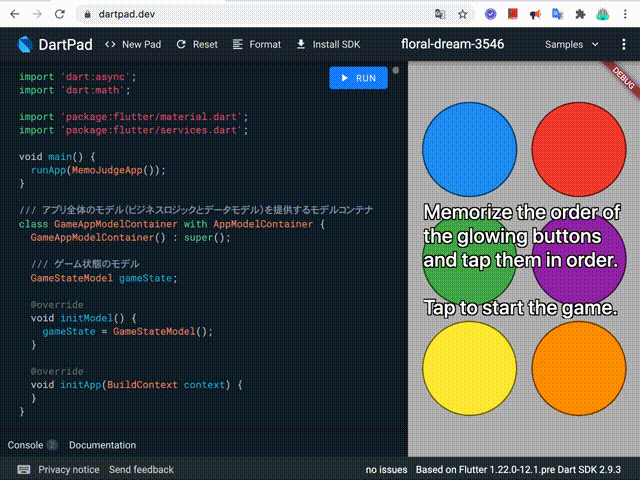 dartpad.dev
DartPad
<> New Pad
Reset
Format
Install SDK
floral-dream-3546
Samples
import 'dart:async';
import 'dart:math';
import 'package:flutter/material.dart';
import 'package:flutter/services.dart';
void main() {
runApp(MemoJudgeApp());
}
/// アプリ全体のモデル(ビジネスロジックとデータモデル)を提供するモデルコンテナ
class GameAppModelContainer with AppModelContainer {
GameAppModelContainer() : super();
/// ゲーム状態のモデル
GameStateModel gameState;
@override
void initModel() {
gameState = GameStateModel();
}
@override
void initApp(BuildContext context) {
}
}
RUN
DEBUG
Memorize the order of
the glowing buttons
and tap them in order.
Tap to start the game.
Console 2 Documentation
Privacy notice Send feedback
no issues Based on Flutter 1.22.0-12.1.pre Dart SDK 2.9.3